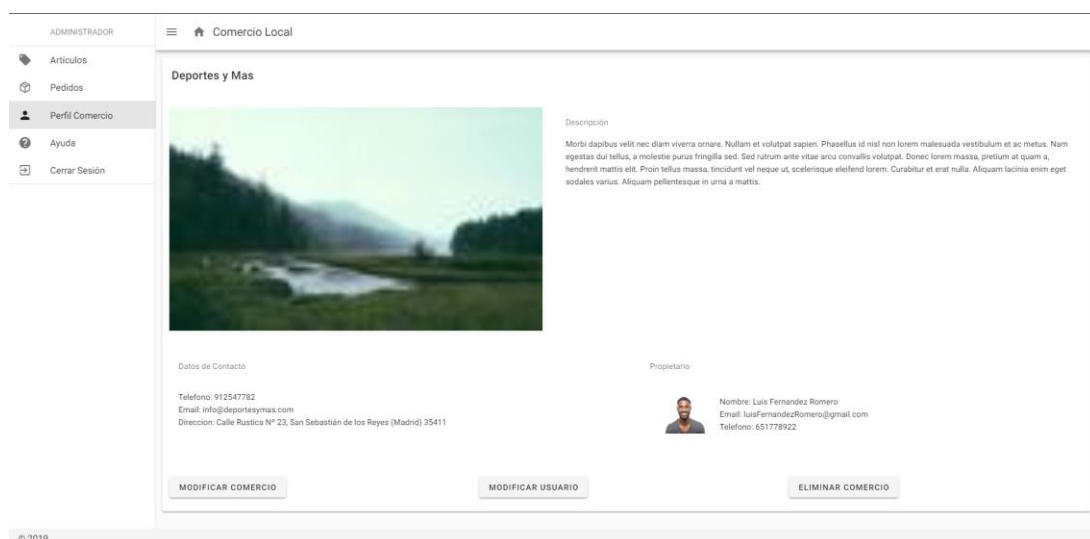 ADMINISTRADOR
Comercio Local
Artículos
Pedidos
Perfil Comercio
Ayuda
Cerrar Sesión
Deportes y Mas
Descripción
Morbi dapibus velit nec diam viverra ornare. Nullam et volutpat sapien. Phasellus id nisl non lorem malesuada vestibulum et ac metus. Nam
egestas dui tellus, a molestie purus fringilla sed. Sed rutrum ante vitae arcu convallis volutpat. Donec lorem massa, pretium at quam a,
hendrerit mattis elit. Proin tellus massa, tincidunt vel neque ut, scelerisque eleifend lorem. Curabitur et erat nulla. Aliquam lacinia enim eget
sodales varius. Aliquam pellentesque in urna a mattis.
Datos de Contacto
Telefono: 912547782
Email: info@deportesymas.com
Direccion: Calle Rustica Nº 23, San Sebastián de los Reyes (Madrid) 35411
Propietario
Nombre: Luis Fernandez Romero
Email: luisFernandezRomero@gmail.com
Telefono: 651778922
MODIFICAR COMERCIO
MODIFICAR USUARIO
ELIMINAR COMERCIO
© 2019